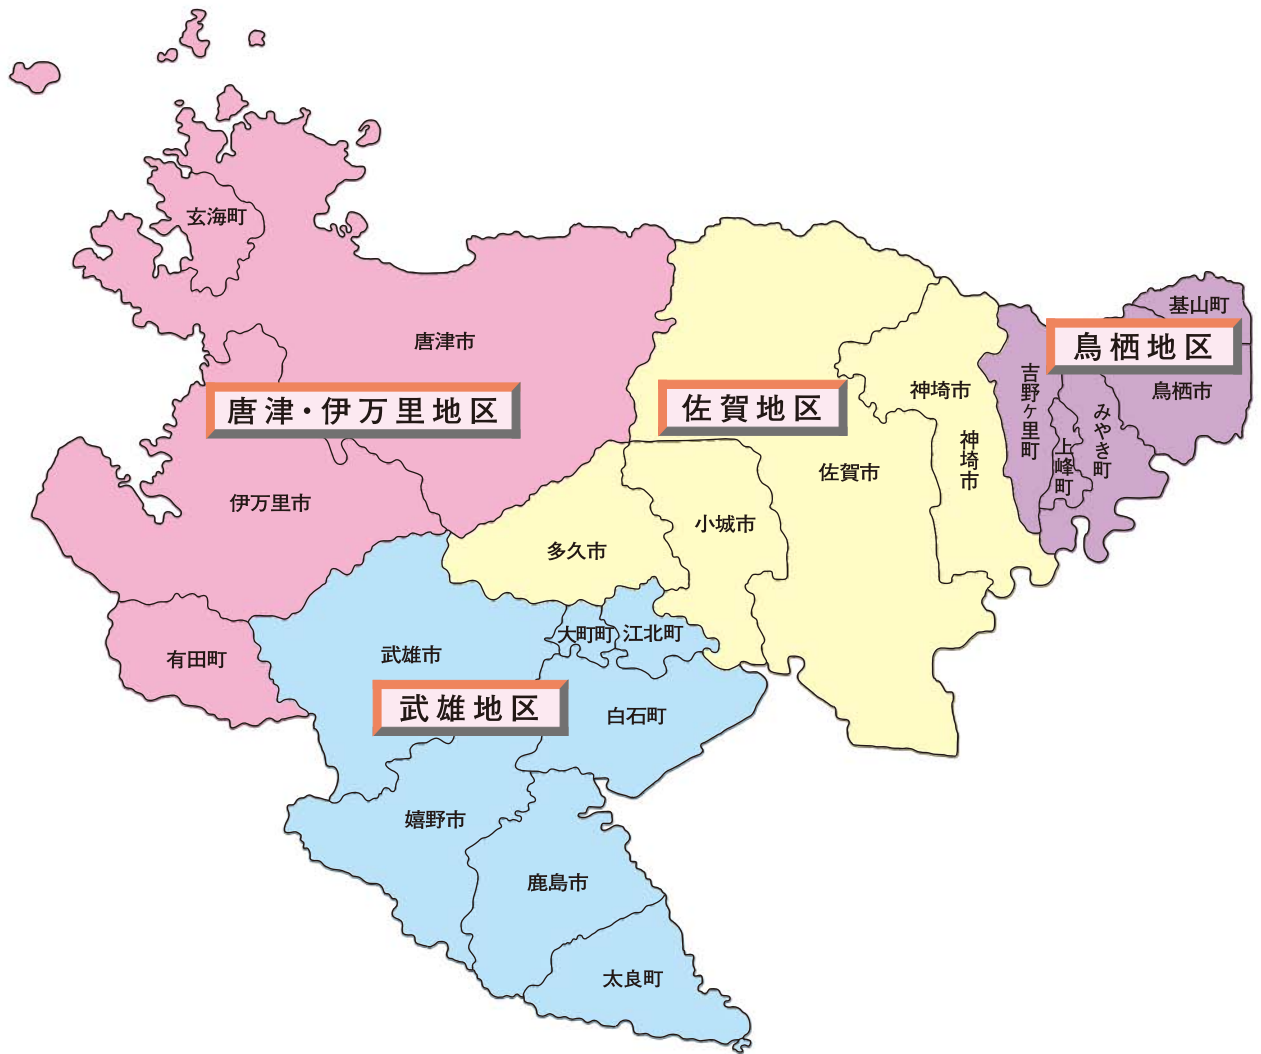 玄海町
唐津市
唐津・伊万里地区
伊万里市
有田町
佐賀地区
佐賀市
神埼市
神埼市
小城市
多久市
基山町
鳥栖地区
鳥栖市
吉野ヶ里町
上峰町
みやき町
大町町
江北町
武雄市
武雄地区
白石町
嬉野市
鹿島市
太良町